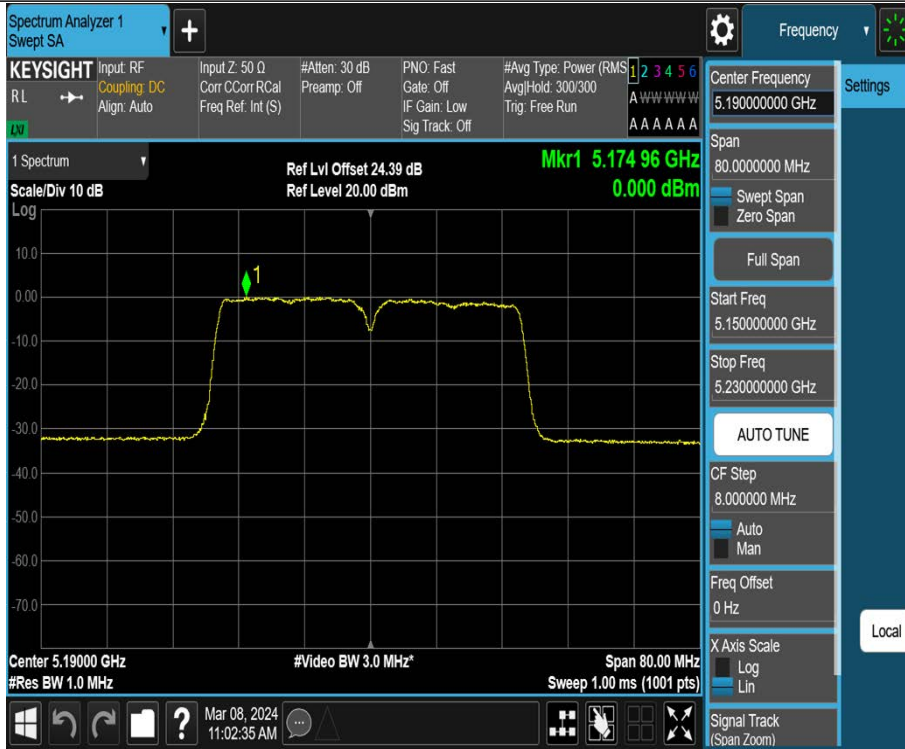 Spectrum Analyzer 1
Swept SA
+
Frequency
KEYSIGHT
R L
LXI
Input: RF
Coupling: DC
Align: Auto
Input Z: 50 Ω
Corr CCorr RCal
Freq Ref: Int (S)
#Atten: 30 dB
Preamp: Off
PNO: Fast
Gate: Off
IF Gain: Low
Sig Track: Off
#Avg Type: Power (RMS
Avg|Hold: 300/300
Trig: Free Run
1 2 3 4 5 6
A W W W W W
A A A A A A
Center Frequency
5.190000000 GHz
Settings
Span
80.0000000 MHz
Swept Span
Zero Span
Full Span
Start Freq
5.150000000 GHz
Stop Freq
5.230000000 GHz
AUTO TUNE
CF Step
8.000000 MHz
Auto
Man
Freq Offset
0 Hz
Local
X Axis Scale
Log
Lin
Signal Track
(Span Zoom)
1 Spectrum
Scale/Div 10 dB
Log
Ref Lvl Offset 24.39 dB
Ref Level 20.00 dBm
Mkr1 5.174 96 GHz
0.000 dBm
10.0
1
0.00
-10.0
-20.0
-30.0
-40.0
-50.0
-60.0
-70.0
Center 5.19000 GHz
#Video BW 3.0 MHz*
Span 80.00 MHz
#Res BW 1.0 MHz
Sweep 1.00 ms (1001 pts)
?
Mar 08, 2024
11:02:35 AM